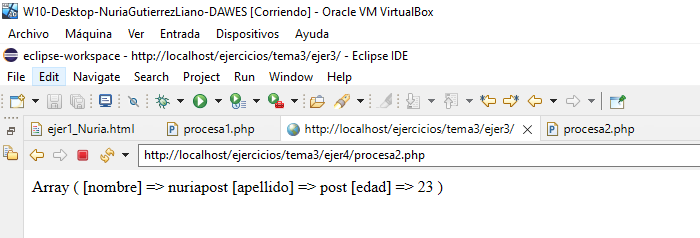 W10-Desktop-NuriaGutierrezLiano-DAWES [Corriendo] - Oracle VM VirtualBox
Archivo Máquina Ver Entrada Dispositivos Ayuda
eclipse-workspace - http://localhost/ejercicios/tema3/ejer3/ - Eclipse IDE
File Edit Navigate Search Project Run Window Help
ejer1_Nuria.html procesa1.php http://localhost/ejercicios/tema3/ejer3/ procesa2.php
http://localhost/ejercicios/tema3/ejer4/procesa2.php
Array ( [nombre] => nuriapost [apellido] => post [edad] => 23 )